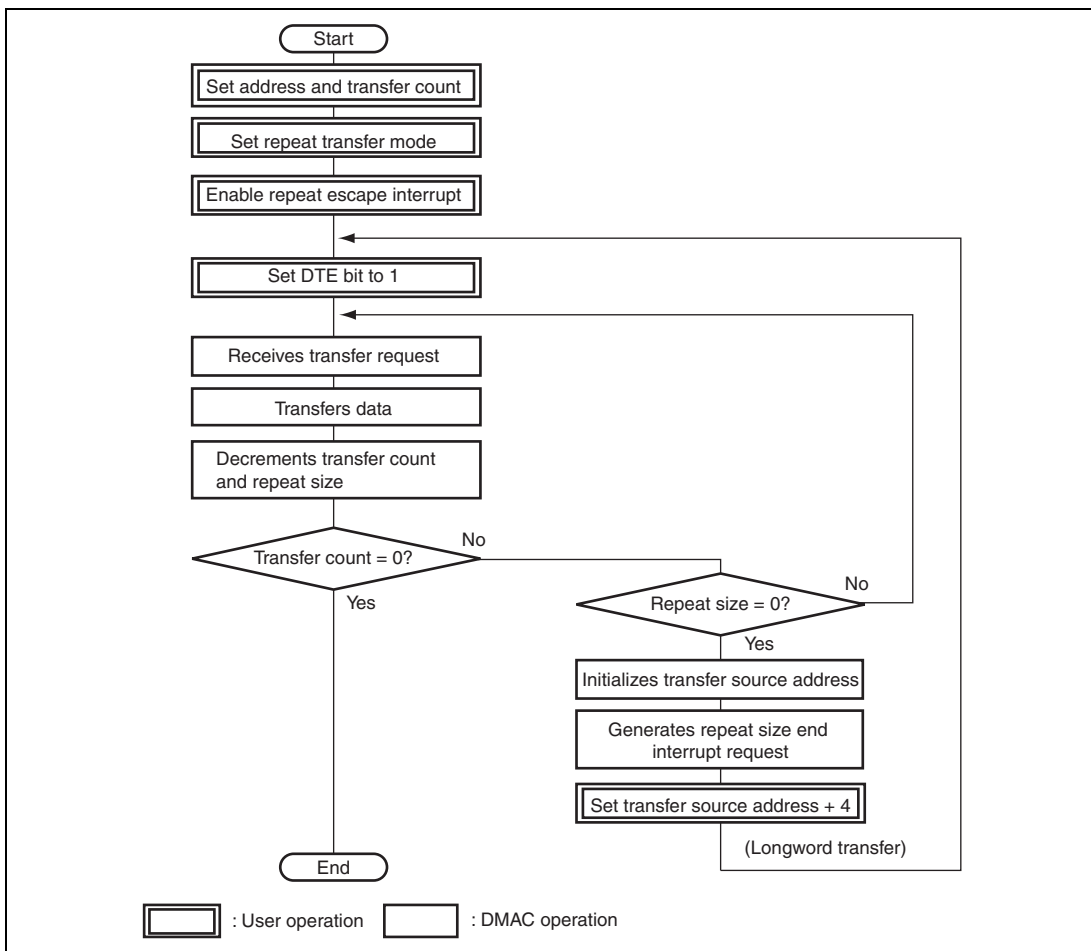 Start
Set address and transfer count
Set repeat transfer mode
Enable repeat escape interrupt
Set DTE bit to 1
Receives transfer request
Transfers data
Decrements transfer count
and repeat size
Transfer count = 0?
No
Yes
Repeat size = 0?
No
Yes
Initializes transfer source address
Generates repeat size end
interrupt request
Set transfer source address + 4
(Longword transfer)
End
: User operation
: DMAC operation